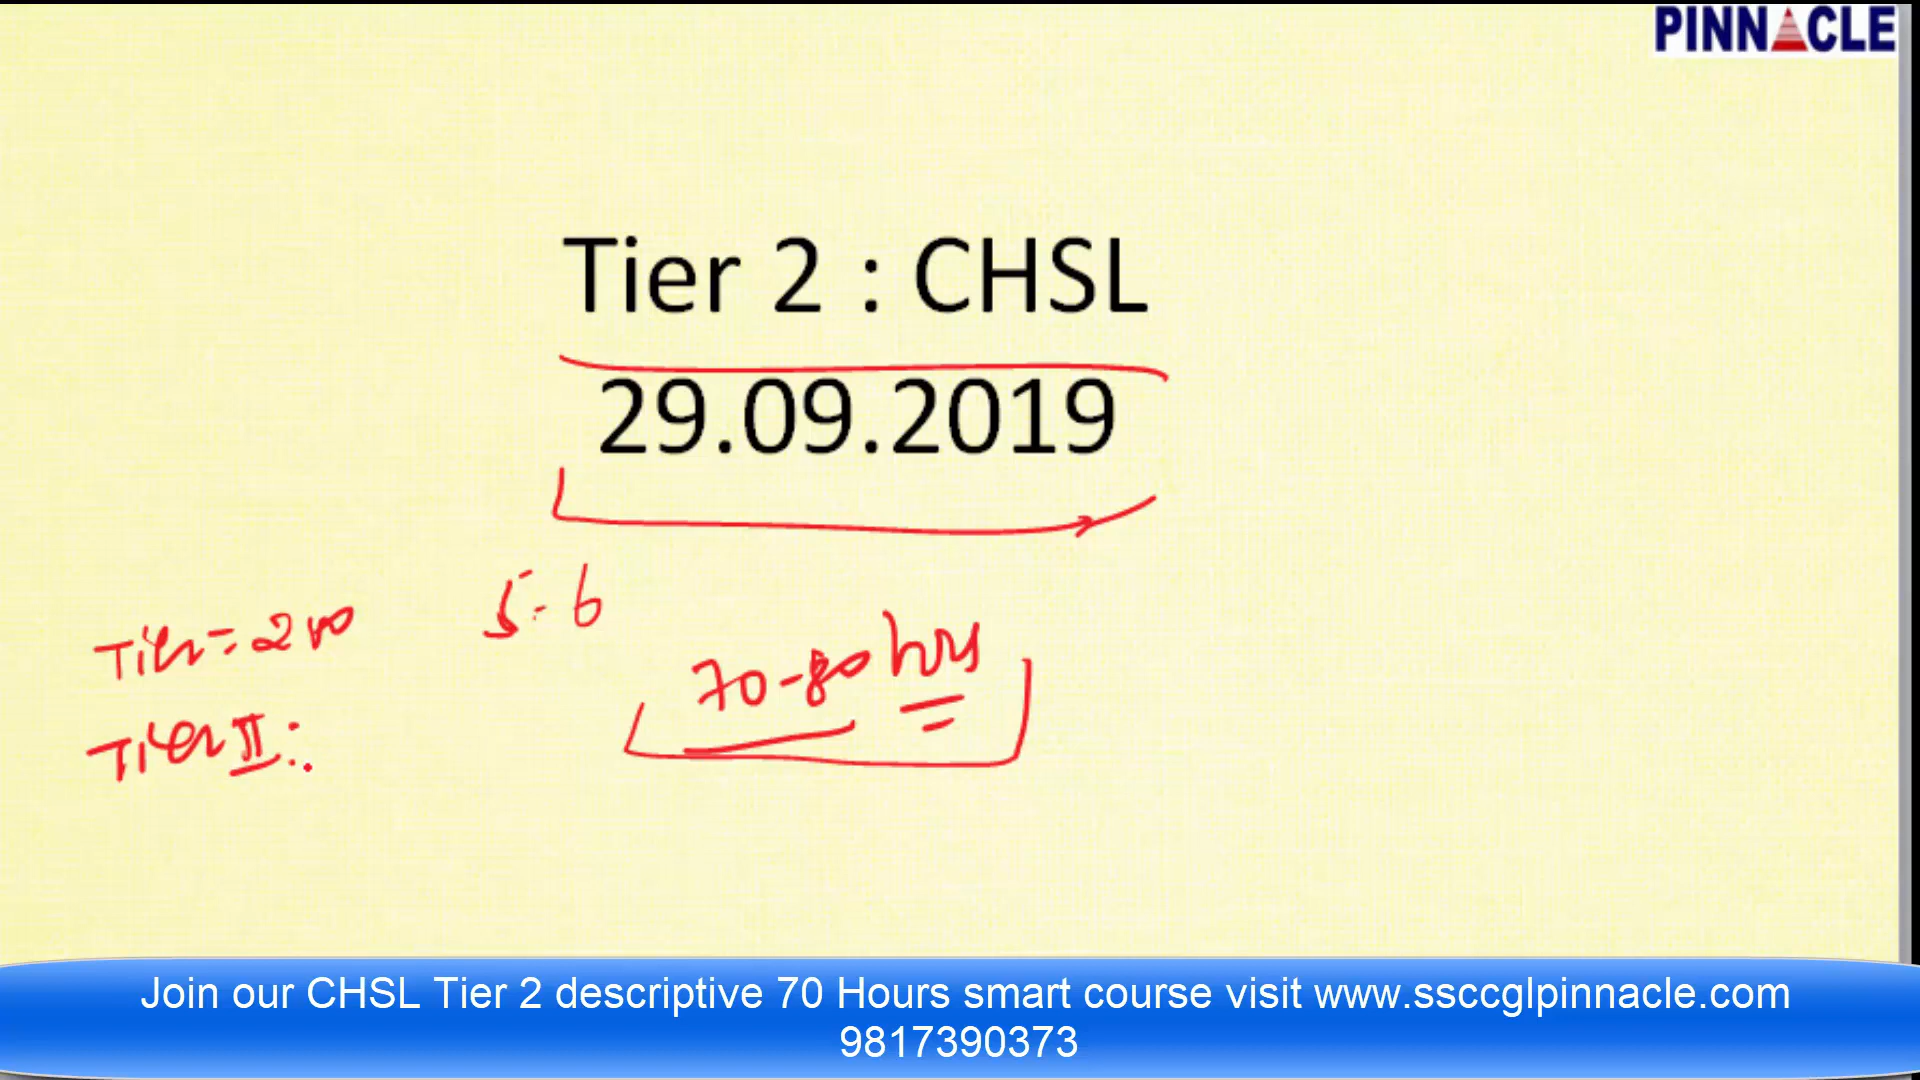 PINNACLE
Tier 2 : CHSL
29.09.2019
5-6
Tier = 200
70-80 hrs
Tier II :
Join our CHSL Tier 2 descriptive 70 Hours smart course visit www.ssccglpinnacle.com
9817390373